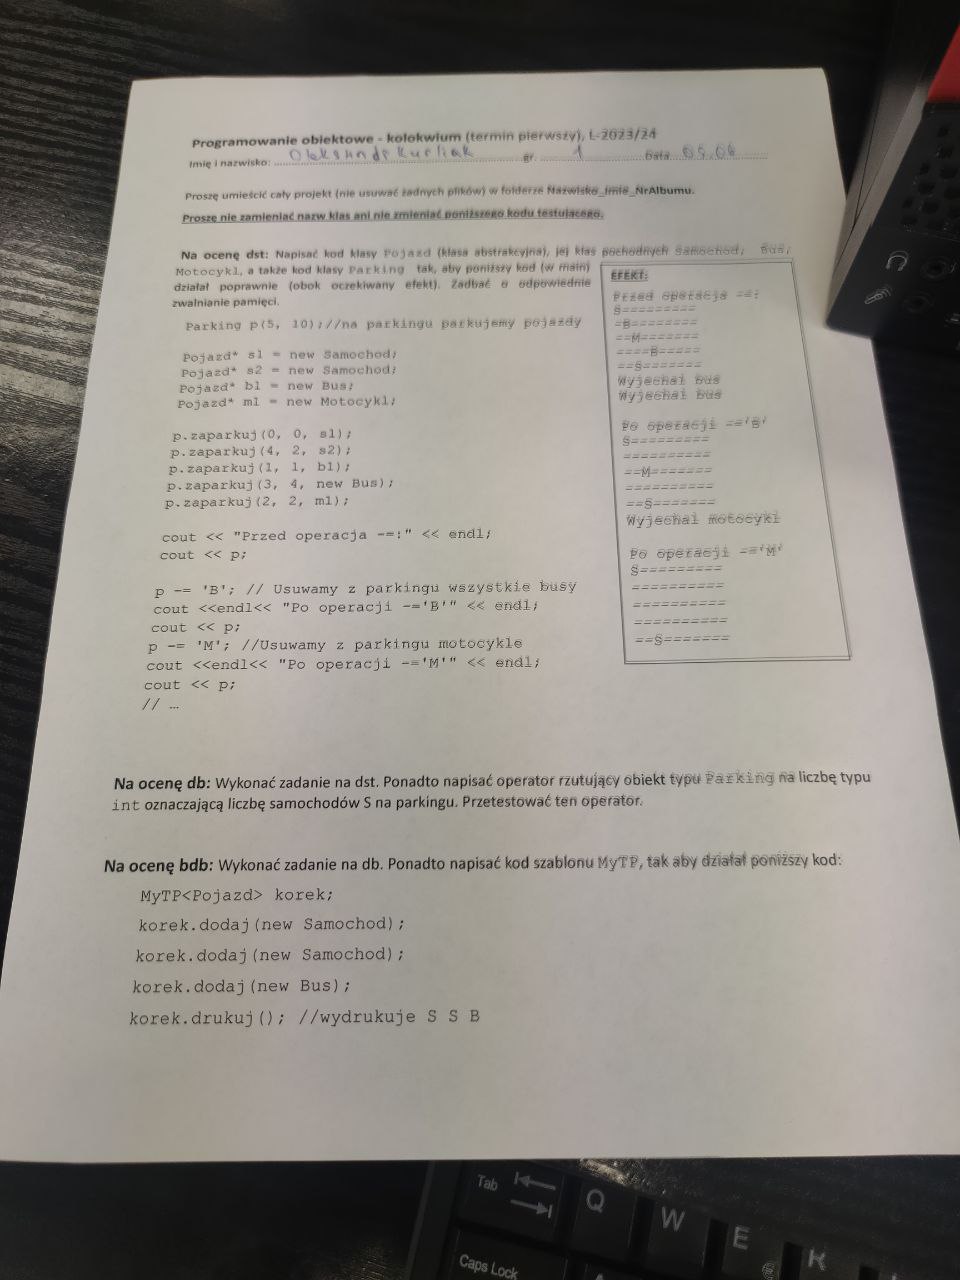 Programowanie obiektowe - kolokwium (termin pierwszy), L-2023/24
Imię i nazwisko: gr. 1 Data 05.06
Proszę umieścić cały projekt (nie usuwać żadnych plików) w folderze Nazwisko_Imie_NrAlbumu.
Proszę nie zamieniać nazw klas ani nie zmieniać poniższego kodu testującego.
Na ocenę dst: Napisać kod klasy Pojazd (klasa abstrakcyjna), jej klas pochodnych Samochod, Bus,
Motocykl, a także kod klasy Parking tak, aby poniższy kod (w main)
działał poprawnie (obok oczekiwany efekt). Zadbać o odpowiednie
zwalnianie pamięci.
Parking p(5, 10);//na parkingu parkujemy pojazdy
Pojazd* s1 = new Samochod;
Pojazd* s2 = new Samochod;
Pojazd* b1 = new Bus;
Pojazd* m1 = new Motocykl;
p.zaparkuj(0, 0, s1);
p.zaparkuj(4, 2, s2);
p.zaparkuj(1, 1, b1);
p.zaparkuj(3, 4, new Bus);
p.zaparkuj(2, 2, m1);
cout << "Przed operacja -=:" << endl;
cout << p;
p -= 'B'; // Usuwamy z parkingu wszystkie busy
cout <<endl<< "Po operacji -='B'" << endl;
cout << p;
p -= 'M'; //Usuwamy z parkingu motocykle
cout <<endl<< "Po operacji -='M'" << endl;
cout << p;
// …
EFEKT:
Przed operacja -=:
S=========
=B========
==M=======
====B=====
==S=======
Wyjechal bus
Wyjechal bus
Po operacji -='B'
S=========
==========
==M=======
==========
==S=======
Wyjechal motocykl
Po operacji -='M'
S=========
==========
==========
==========
==S=======
Na ocenę db: Wykonać zadanie na dst. Ponadto napisać operator rzutujący obiekt typu Parking na liczbę typu
int oznaczającą liczbę samochodów S na parkingu. Przetestować ten operator.
Na ocenę bdb: Wykonać zadanie na db. Ponadto napisać kod szablonu MyTP, tak aby działał poniższy kod:
MyTP<Pojazd> korek;
korek.dodaj(new Samochod);
korek.dodaj(new Samochod);
korek.dodaj(new Bus);
korek.drukuj(); //wydrukuje S S B
Tab
Q
W
E
R
Caps Lock